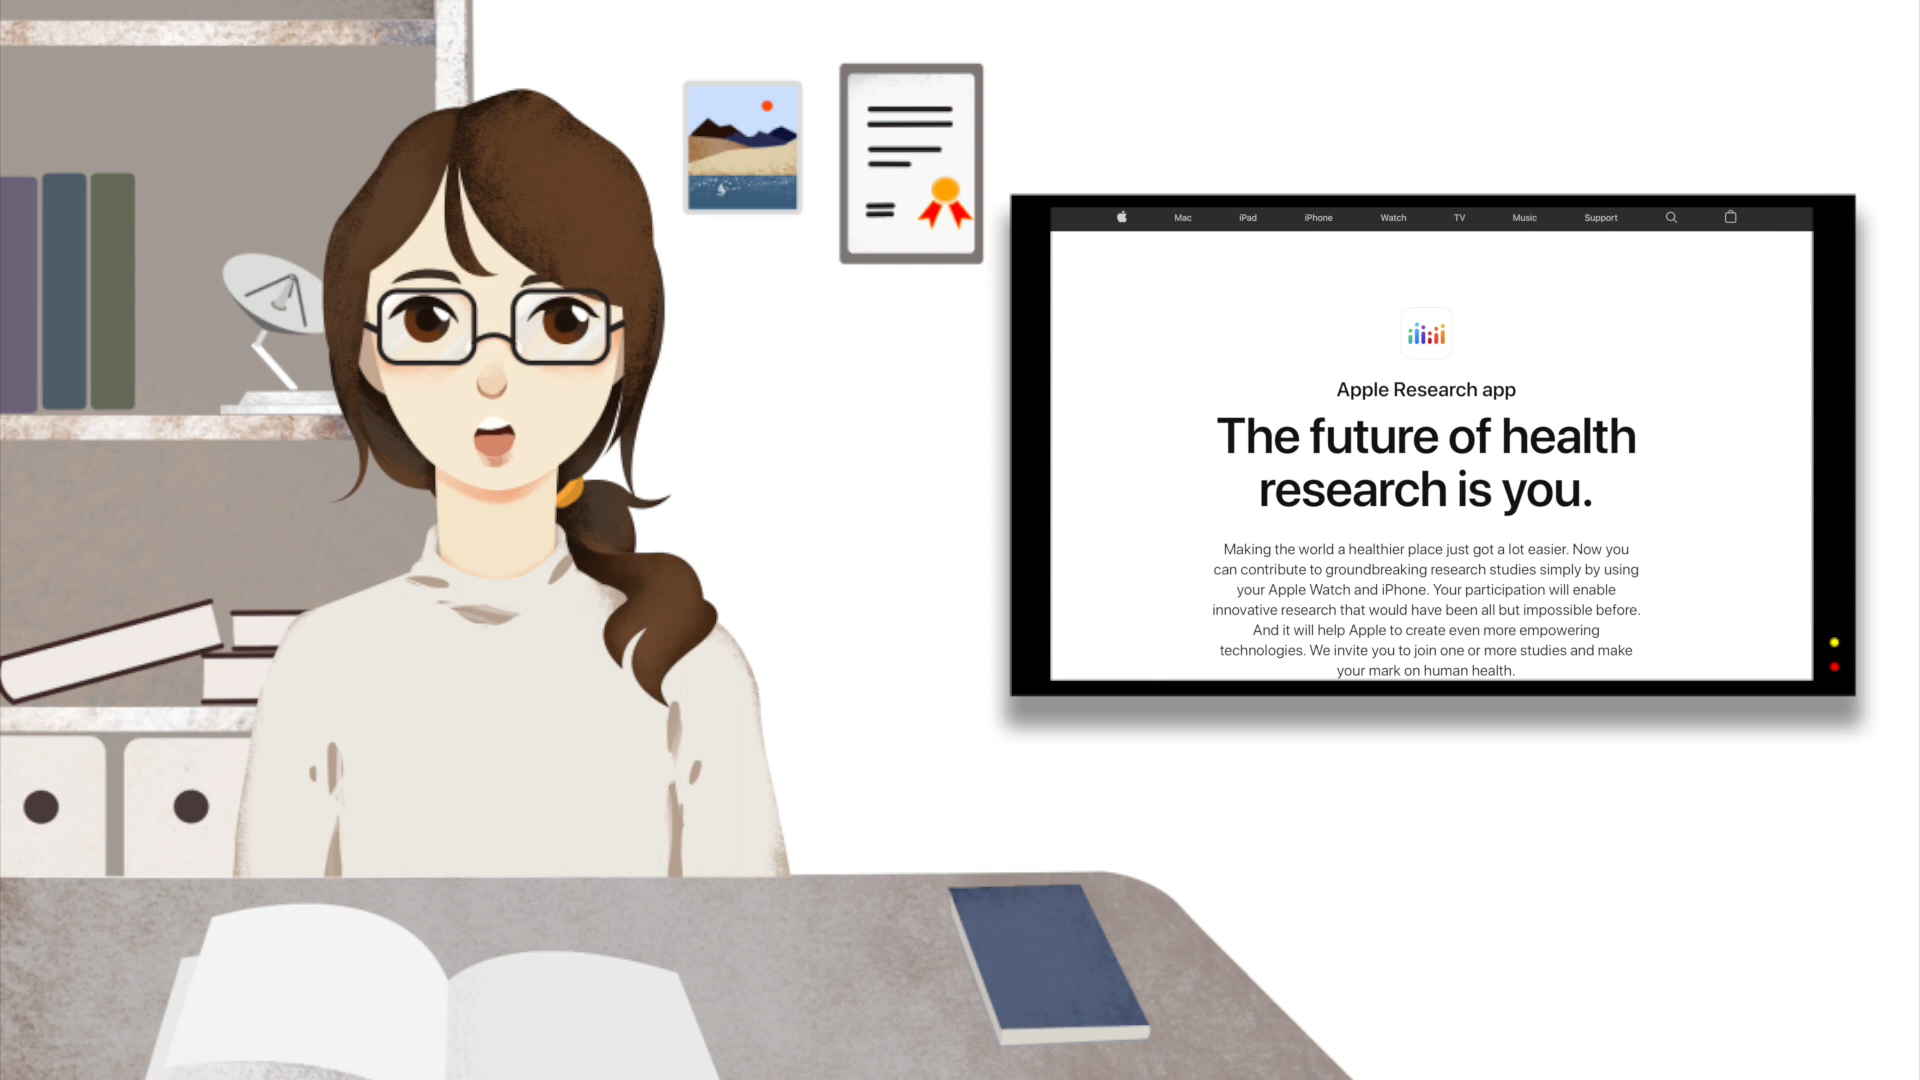 Mac iPad iPhone Watch TV Music Support
Apple Research app
The future of health
research is you.
Making the world a healthier place just got a lot easier. Now you
can contribute to groundbreaking research studies simply by using
your Apple Watch and iPhone. Your participation will enable
innovative research that would have been all but impossible before.
And it will help Apple to create even more empowering
technologies. We invite you to join one or more studies and make
your mark on human health.